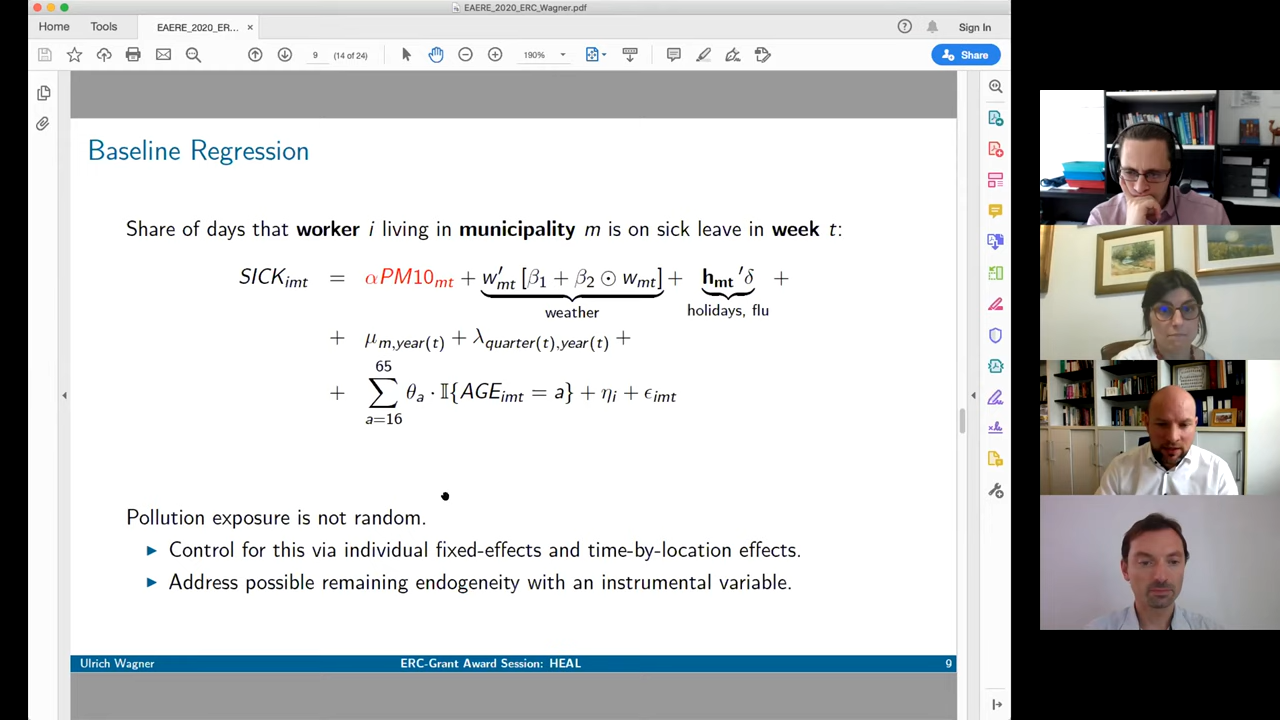 EAERE_2020_ERC_Wagner.pdf
Home Tools EAERE_2020_ER... × Sign In
9 (14 of 24) 190% Share
Baseline Regression
Share of days that worker i living in municipality m is on sick leave in week t:
SICK_imt = αPM10_mt + w′_mt [β_1 + β_2 ⊙ w_mt] + h_mt ′δ +
weather holidays, flu
+ μ_m,year(t) + λ_quarter(t),year(t) +
+ ∑_{a=16}^{65} θ_a · 𝕀{AGE_imt = a} + η_i + ϵ_imt
Pollution exposure is not random.
▶ Control for this via individual fixed-effects and time-by-location effects.
▶ Address possible remaining endogeneity with an instrumental variable.
Ulrich Wagner ERC-Grant Award Session: HEAL 9